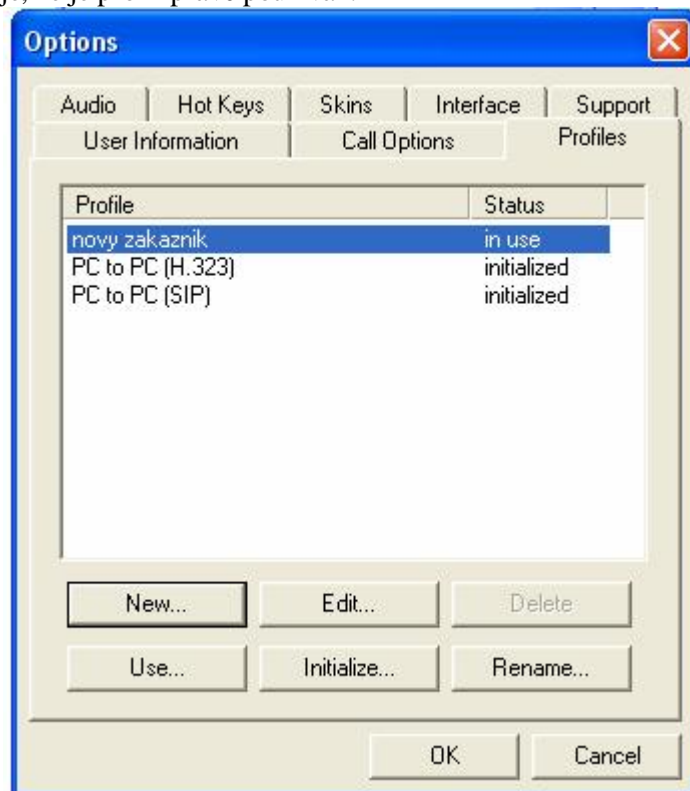 Options
Audio Hot Keys Skins Interface Support
User Information Call Options Profiles
Profile Status
novy zakaznik in use
PC to PC (H.323) initialized
PC to PC (SIP) initialized
New... Edit... Delete
Use... Initialize... Rename...
OK Cancel